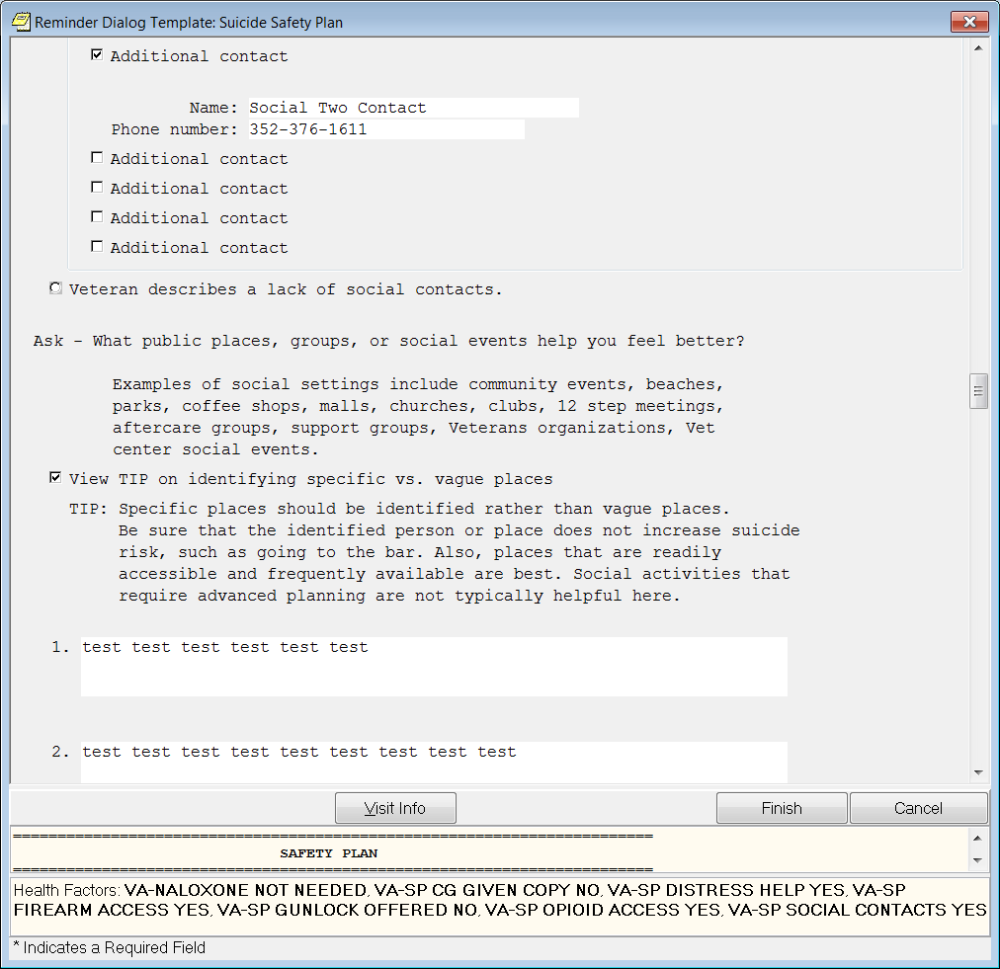 Reminder Dialog Template: Suicide Safety Plan
Additional contact
Name: Social Two Contact
Phone number: 352-376-1611
Additional contact
Additional contact
Additional contact
Additional contact
Veteran describes a lack of social contacts.
Ask - What public places, groups, or social events help you feel better?
Examples of social settings include community events, beaches,
parks, coffee shops, malls, churches, clubs, 12 step meetings,
aftercare groups, support groups, Veterans organizations, Vet
center social events.
View TIP on identifying specific vs. vague places
TIP: Specific places should be identified rather than vague places.
Be sure that the identified person or place does not increase suicide
risk, such as going to the bar. Also, places that are readily
accessible and frequently available are best. Social activities that
require advanced planning are not typically helpful here.
1. test test test test test test
2. test test test test test test test test test
Visit Info Finish Cancel
========================================================================
SAFETY PLAN
========================================================================
Health Factors: VA-NALOXONE NOT NEEDED, VA-SP CG GIVEN COPY NO, VA-SP DISTRESS HELP YES, VA-SP
FIREARM ACCESS YES, VA-SP GUNLOCK OFFERED NO, VA-SP OPIOID ACCESS YES, VA-SP SOCIAL CONTACTS YES
* Indicates a Required Field